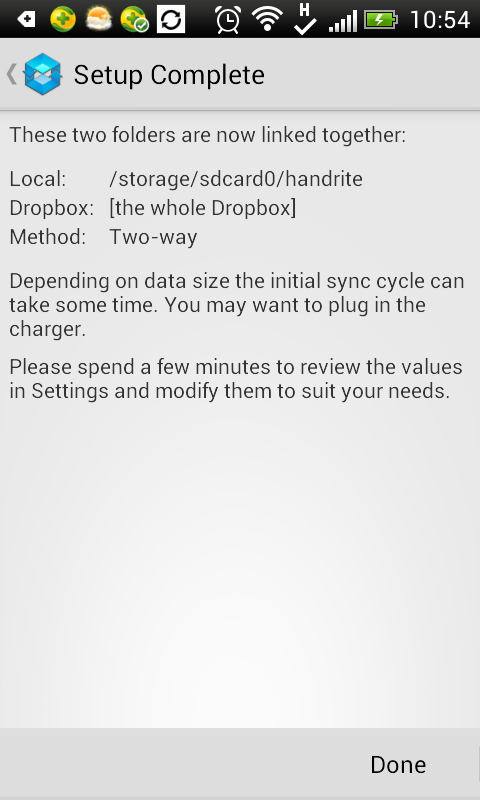 H
10:54
Setup Complete
These two folders are now linked together:
Local: /storage/sdcard0/handrite
Dropbox: [the whole Dropbox]
Method: Two-way
Depending on data size the initial sync cycle can
take some time. You may want to plug in the
charger.
Please spend a few minutes to review the values
in Settings and modify them to suit your needs.
Done